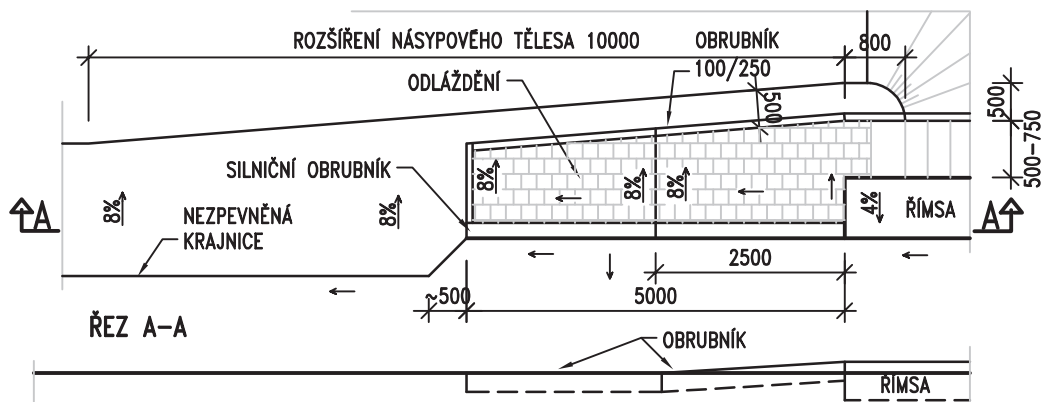 ROZŠÍŘENÍ NÁSYPOVÉHO TĚLESA 10000
OBRUBNÍK
100/250
800
ODLÁŽDĚNÍ
500
500
500-750
SILNIČNÍ OBRUBNÍK
8%
8%
8%
8%
8%
4%
A
NEZPEVNĚNÁ
KRAJNICE
ŘÍMSA
A
2500
~500
5000
ŘEZ A-A
OBRUBNÍK
ŘÍMSA